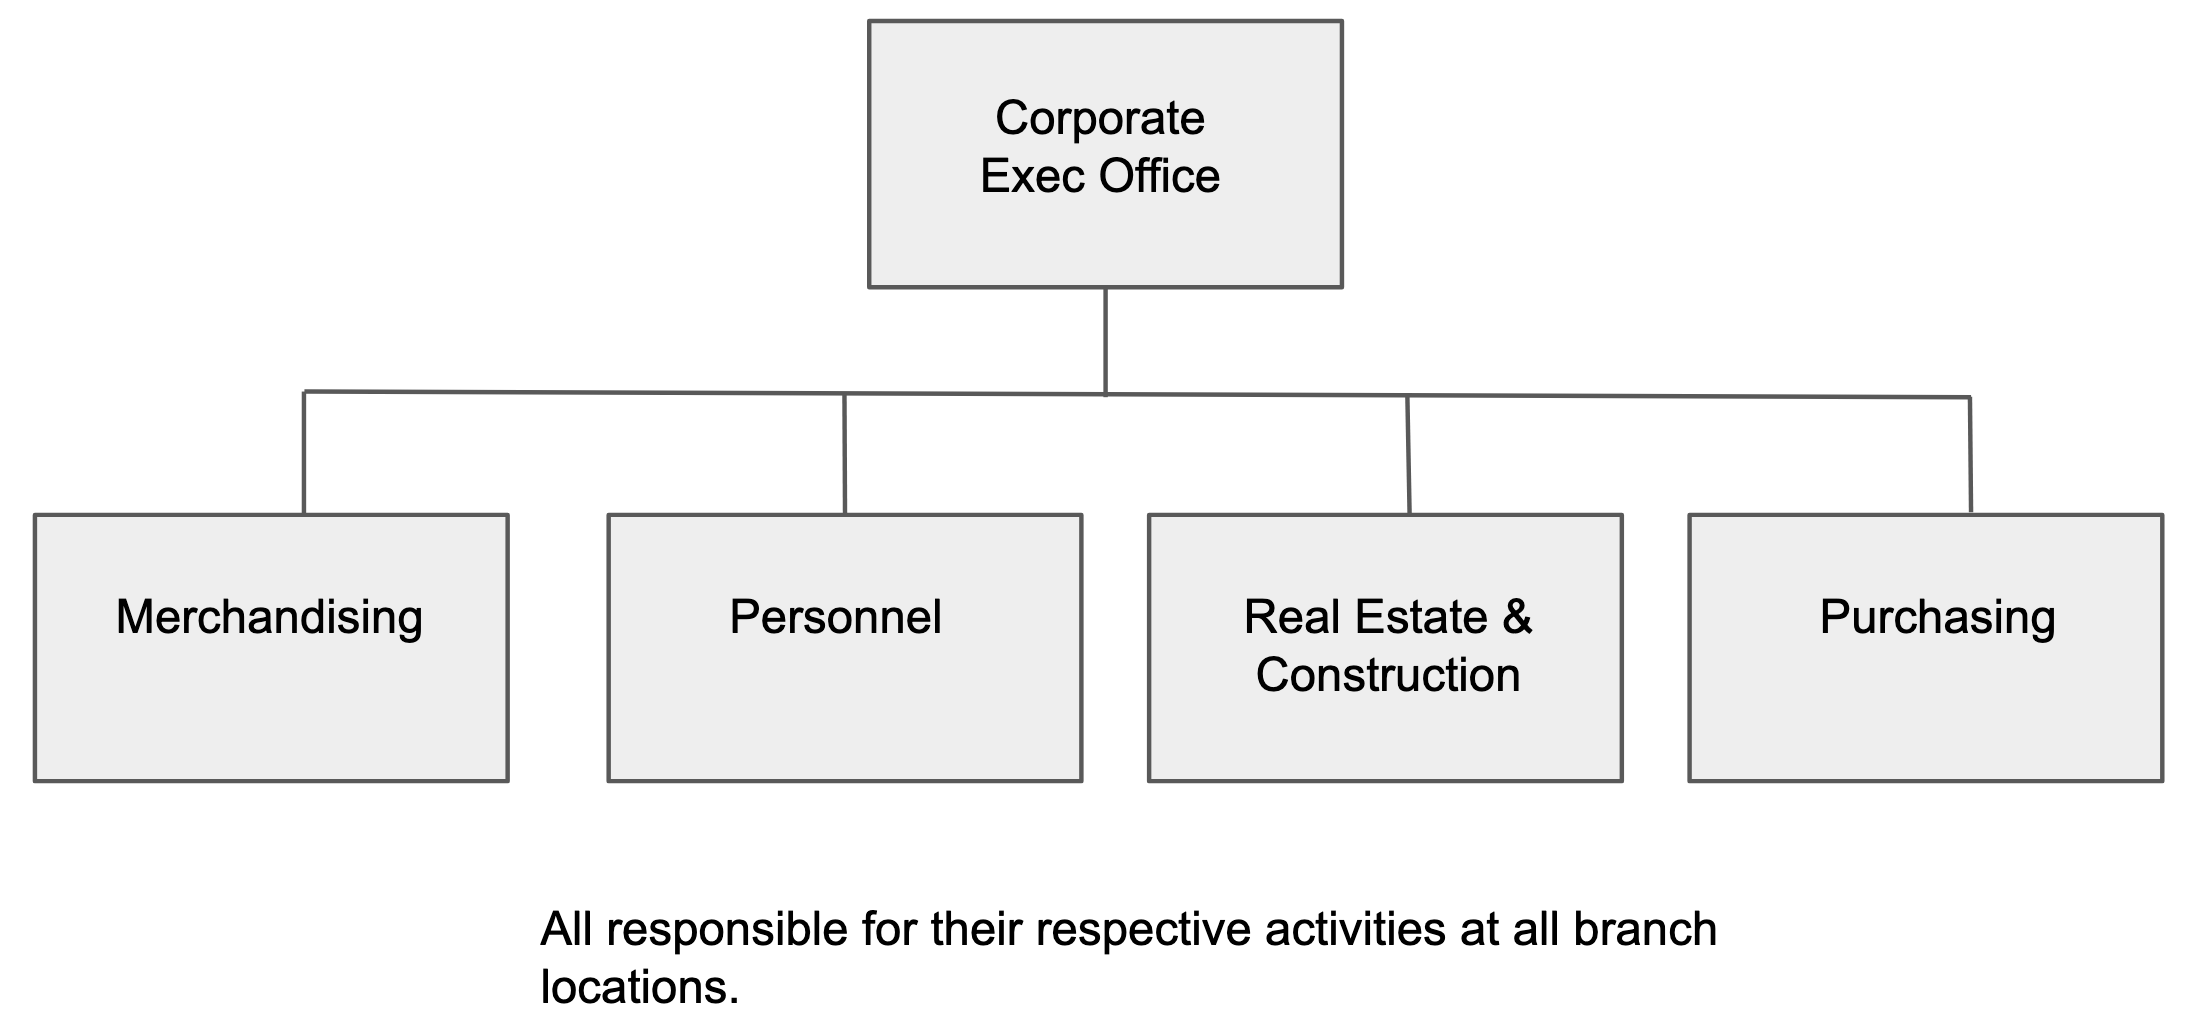 Corporate
Exec Office
Merchandising
Personnel
Real Estate &
Construction
Purchasing
All responsible for their respective activities at all branch
locations.